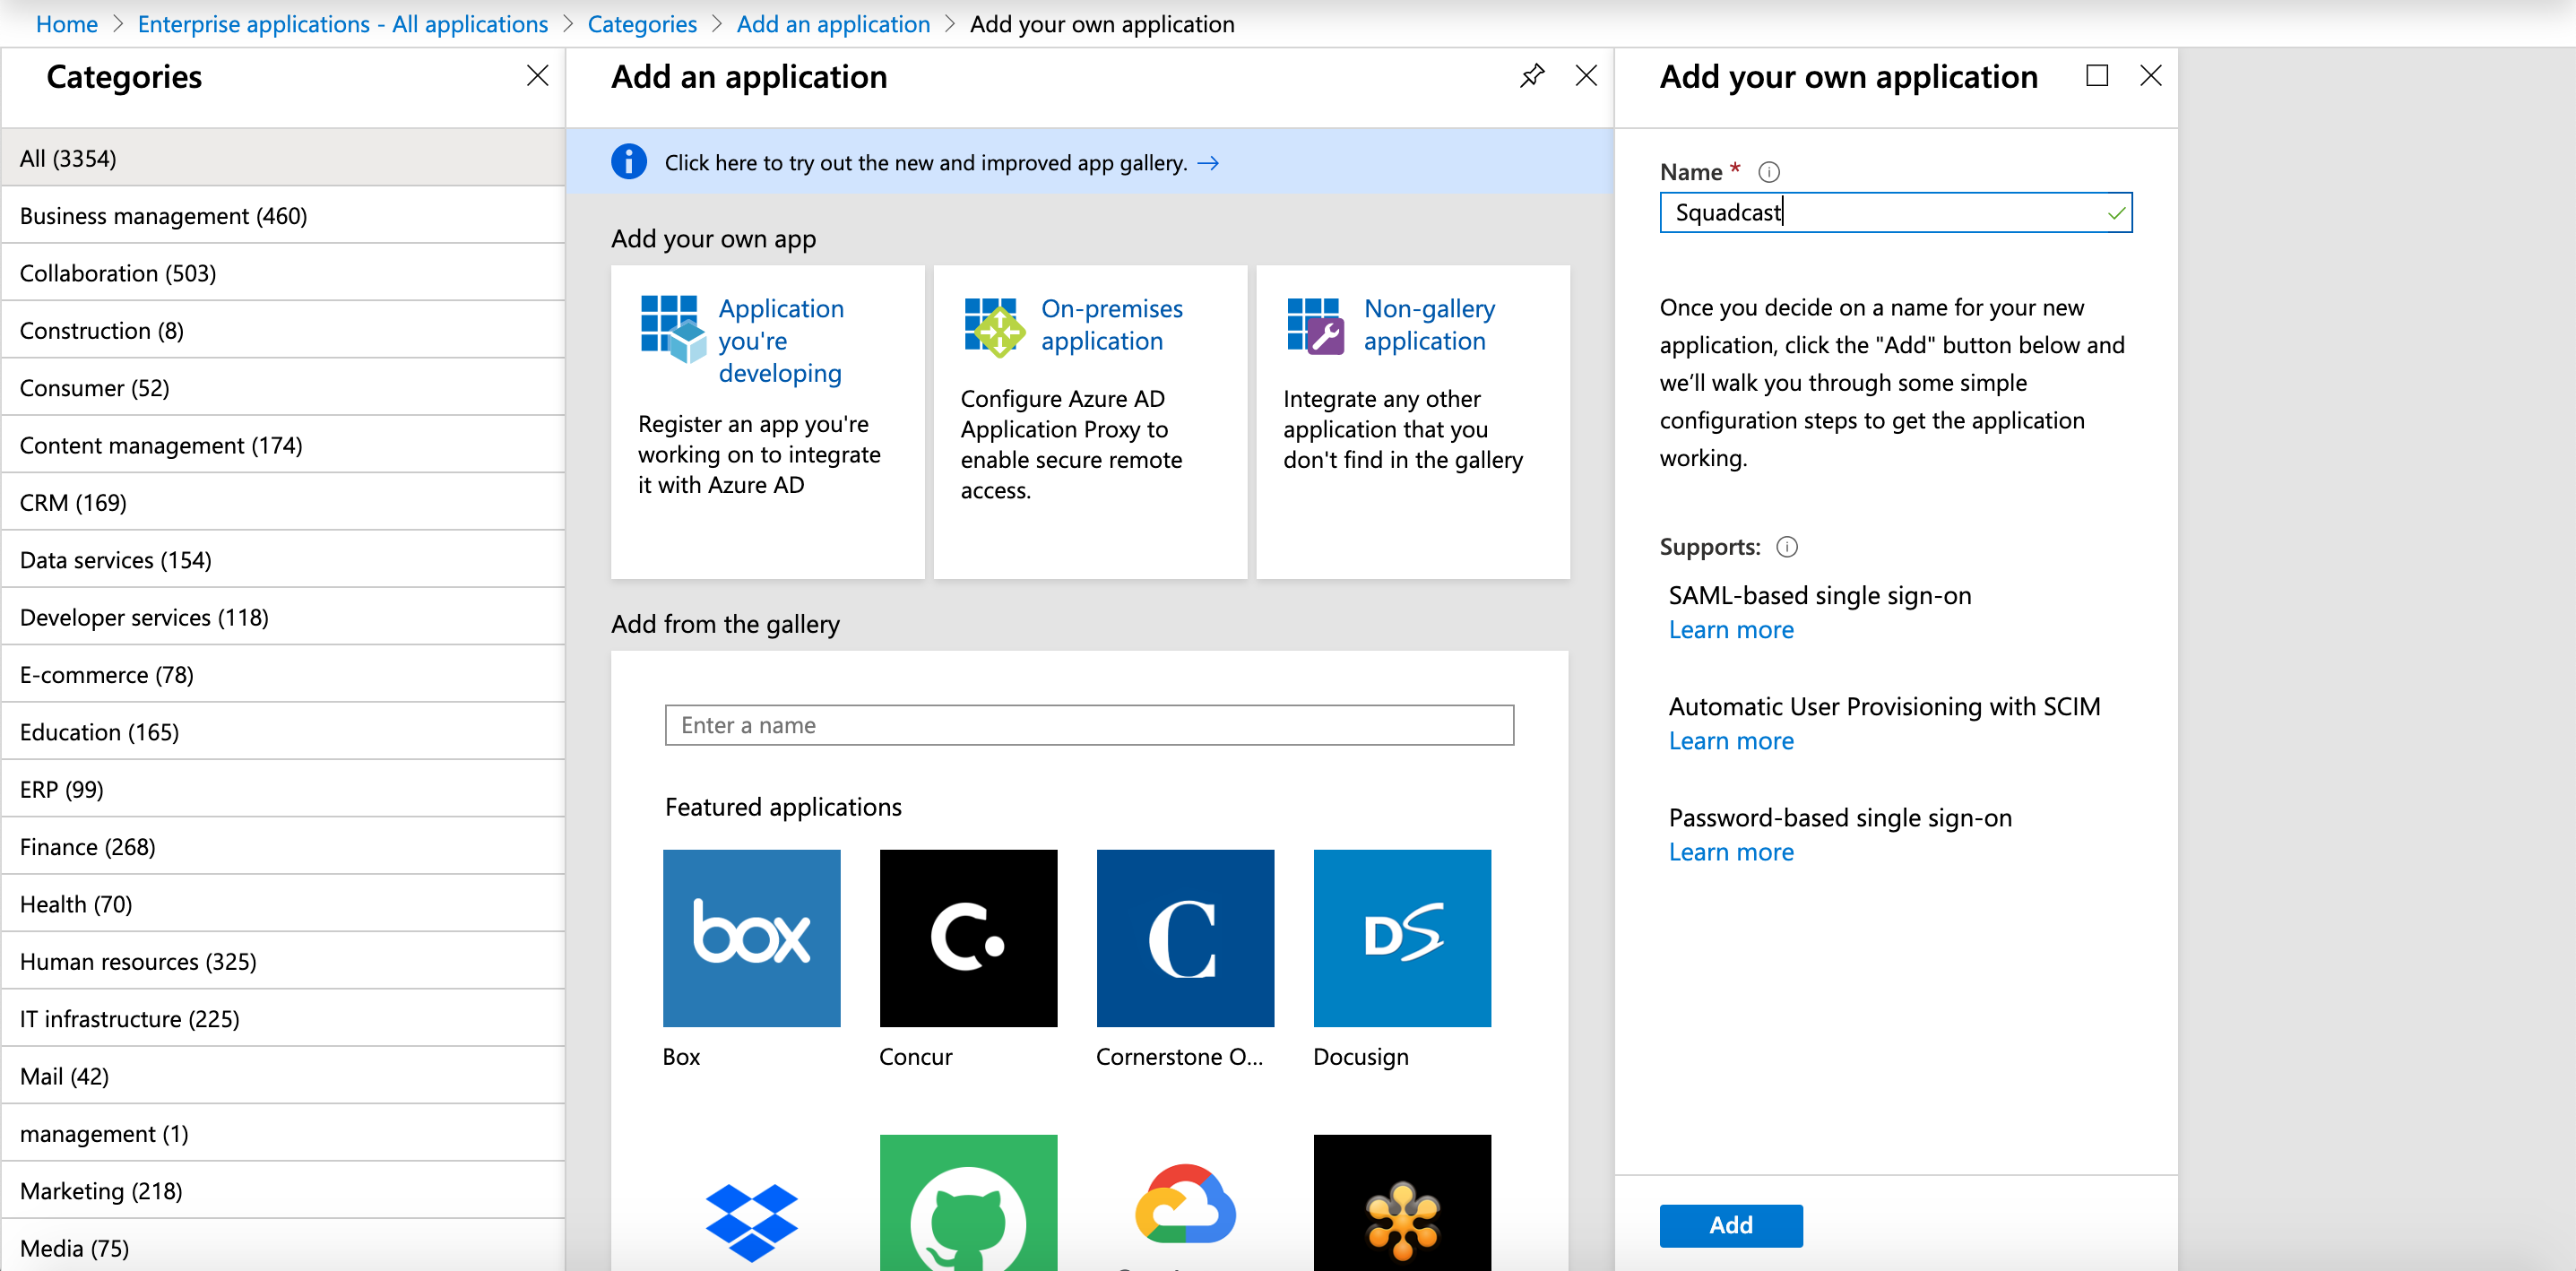 Home > Enterprise applications - All applications > Categories > Add an application > Add your own application
Categories
All (3354)
Business management (460)
Collaboration (503)
Construction (8)
Consumer (52)
Content management (174)
CRM (169)
Data services (154)
Developer services (118)
E-commerce (78)
Education (165)
ERP (99)
Finance (268)
Health (70)
Human resources (325)
IT infrastructure (225)
Mail (42)
management (1)
Marketing (218)
Media (75)
Add an application
Click here to try out the new and improved app gallery. →
Add your own app
Application
you're
developing
Register an app you're
working on to integrate
it with Azure AD
On-premises
application
Configure Azure AD
Application Proxy to
enable secure remote
access.
Non-gallery
application
Integrate any other
application that you
don't find in the gallery
Add from the gallery
Enter a name
Featured applications
box
C.
C
DS
Box
Concur
Cornerstone O...
Docusign
Add your own application
Name *
Squadcast
Once you decide on a name for your new
application, click the "Add" button below and
we’ll walk you through some simple
configuration steps to get the application
working.
Supports:
SAML-based single sign-on
Learn more
Automatic User Provisioning with SCIM
Learn more
Password-based single sign-on
Learn more
Add